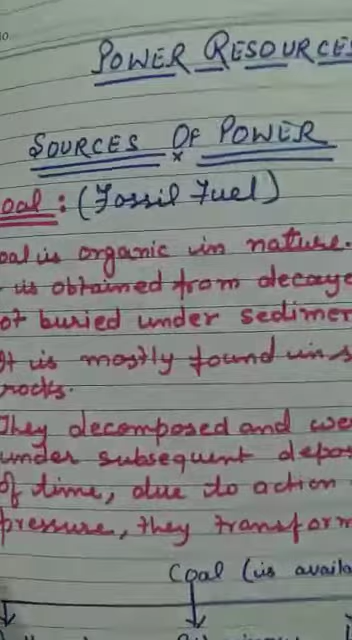 POWER RESOURCES
SOURCES OF POWER
oal : (Fossil Fuel)
oal is organic in nature.
is obtained from decaye
ot buried under sedimen
It is mostly found in s
rocks.
They decomposed and we
under subsequent depos
of time, due to action
pressure, they transform
Coal (is availa